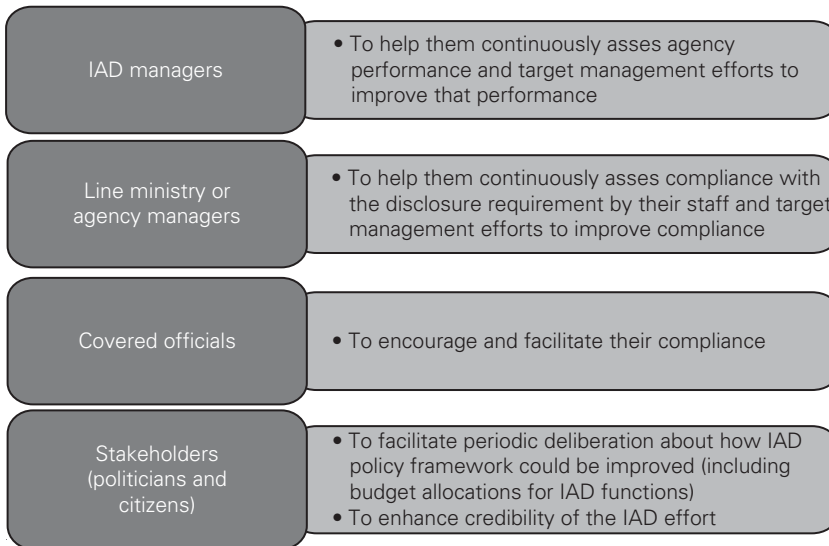 IAD managers
• To help them continuously asses agency
performance and target management efforts to
improve that performance
Line ministry or
agency managers
• To help them continuously asses compliance with
the disclosure requirement by their staff and target
management efforts to improve compliance
Covered officials
• To encourage and facilitate their compliance
Stakeholders
(politicians and
citizens)
• To facilitate periodic deliberation about how IAD
policy framework could be improved (including
budget allocations for IAD functions)
• To enhance credibility of the IAD effort